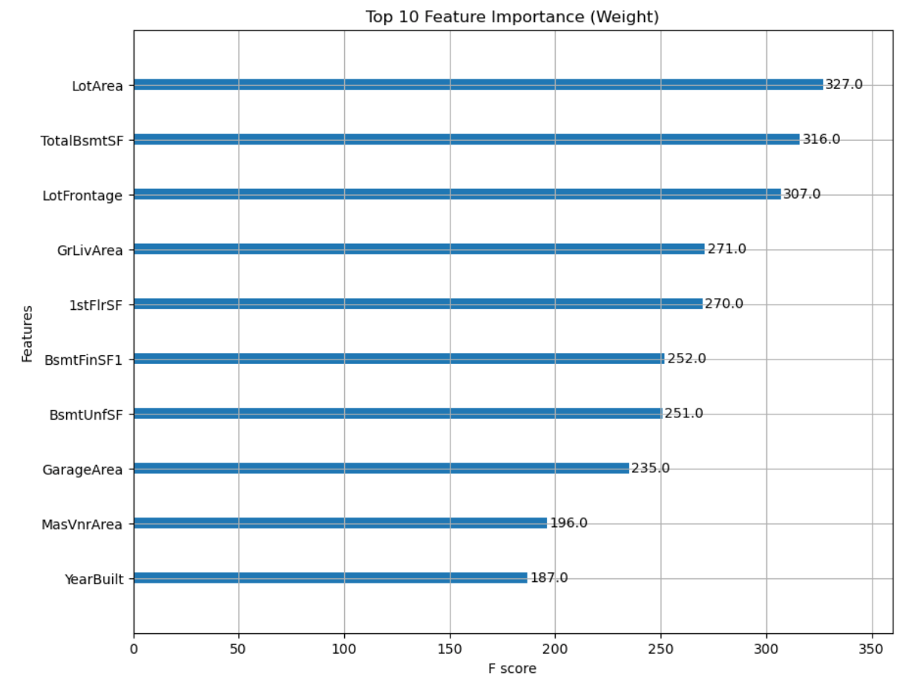 Top 10 Feature Importance (Weight)
Features
LotArea 327.0
TotalBsmtSF 316.0
LotFrontage 307.0
GrLivArea 271.0
1stFlrSF 270.0
BsmtFinSF1 252.0
BsmtUnfSF 251.0
GarageArea 235.0
MasVnrArea 196.0
YearBuilt 187.0
0 50 100 150 200 250 300 350
F score